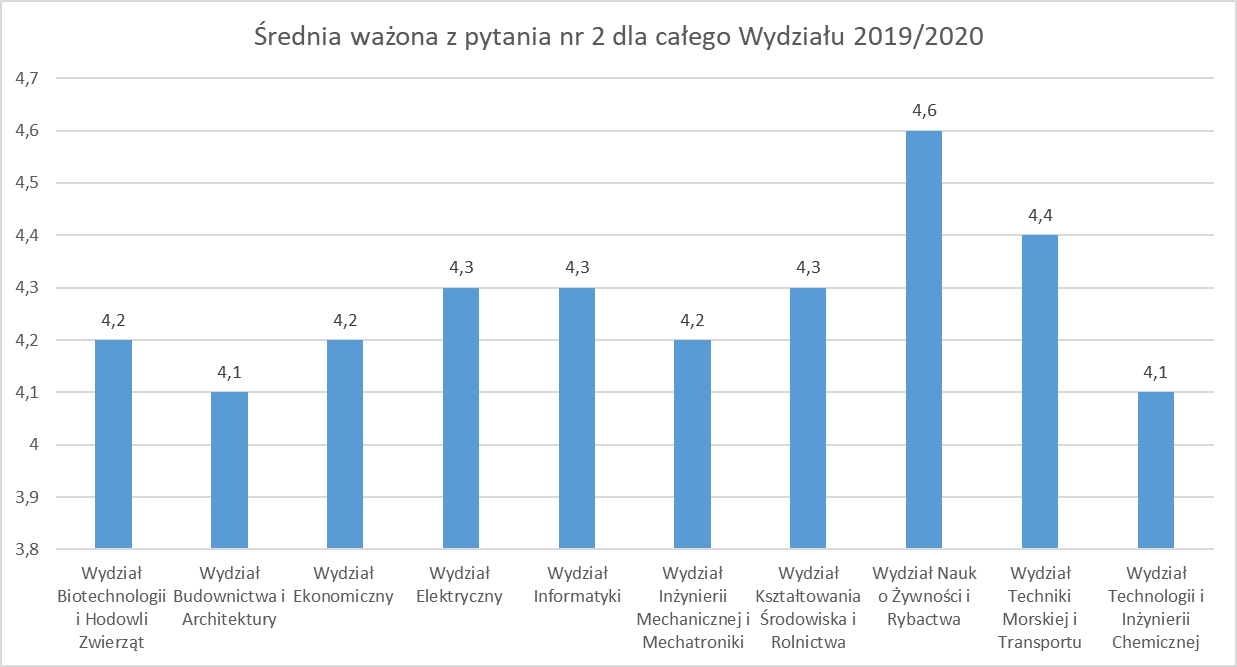 Średnia ważona z pytania nr 2 dla całego Wydziału 2019/2020
4,7
4,6
4,5
4,4
4,3
4,2
4,1
4
3,9
3,8
4,2
4,1
4,2
4,3
4,3
4,2
4,3
4,6
4,4
4,1
Wydział
Biotechnologii
i Hodowli
Zwierząt
Wydział
Budownictwa i
Architektury
Wydział
Ekonomiczny
Wydział
Elektryczny
Wydział
Informatyki
Wydział
Inżynierii
Mechanicznej i
Mechatroniki
Wydział
Kształtowania
Środowiska i
Rolnictwa
Wydział Nauk
o Żywności i
Rybactwa
Wydział
Techniki
Morskiej i
Transportu
Wydział
Technologii i
Inżynierii
Chemicznej